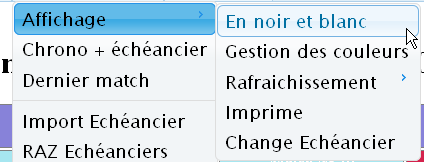 Affichage
Chrono + échéancier
Dernier match
Import Echéancier
RAZ Echéanciers
En noir et blanc
Gestion des couleurs
Rafraichissement
Imprime
Change Echéancier